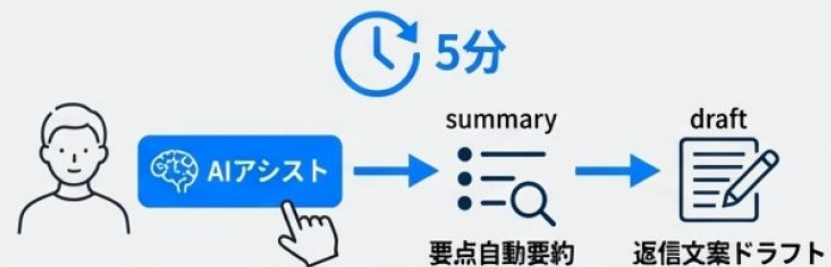 5分
AIアシスト
summary
draft
要点自動要約
返信文案ドラフト